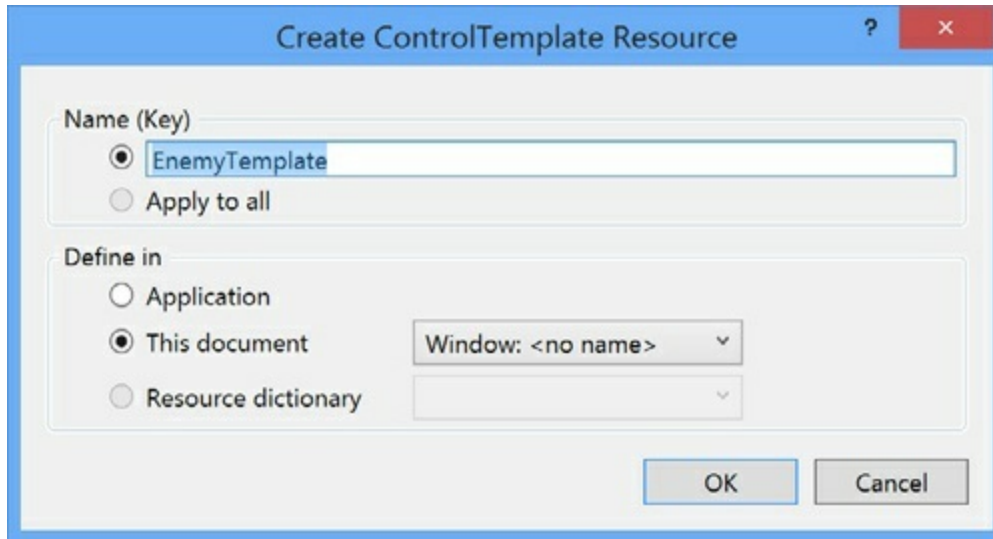 Create ControlTemplate Resource
?
Name (Key)
EnemyTemplate
Apply to all
Define in
Application
This document Window: <no name>
Resource dictionary
OK Cancel